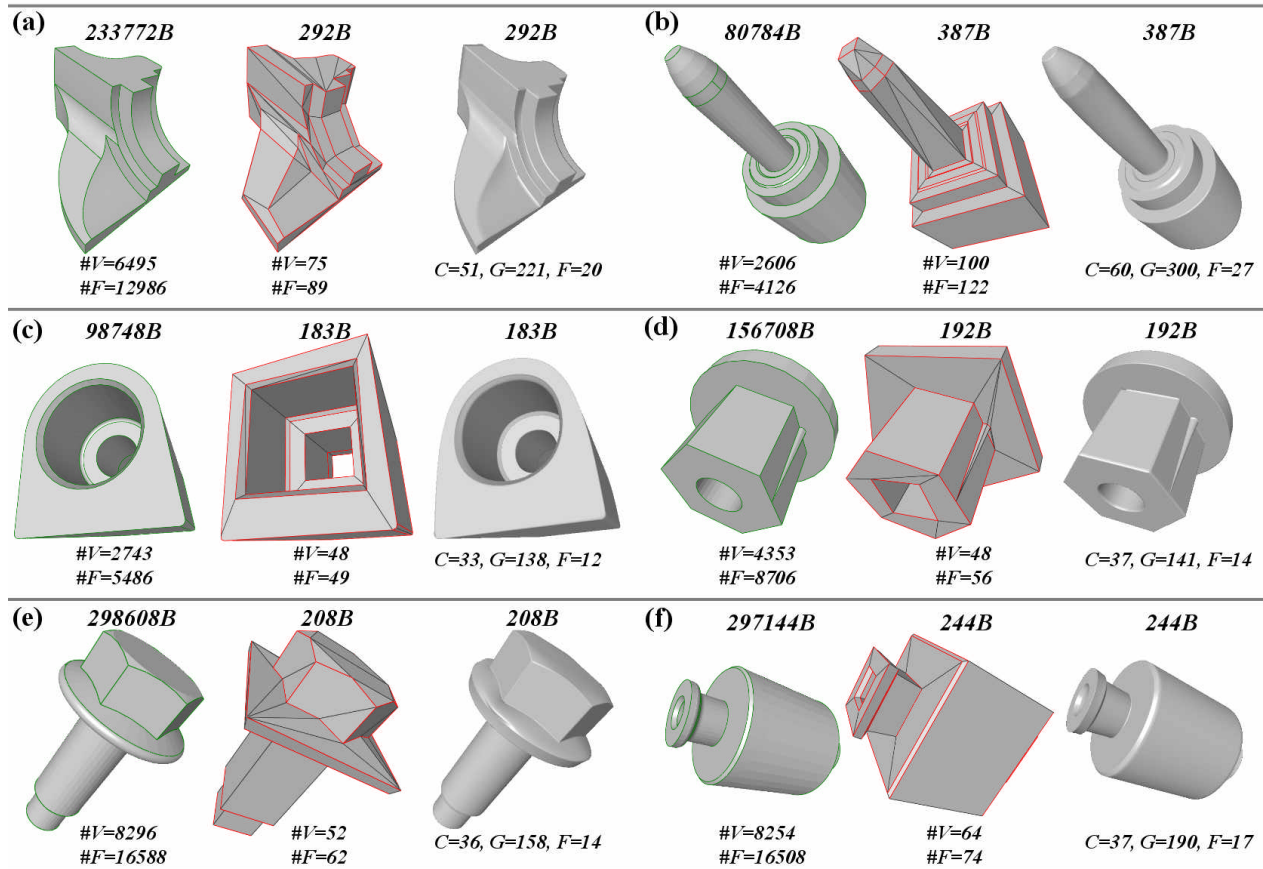 (a)
233772B 292B 292B
#V=6495 #V=75 C=51, G=221, F=20
#F=12986 #F=89
(b)
80784B 387B 387B
#V=2606 #V=100 C=60, G=300, F=27
#F=4126 #F=122
(c)
98748B 183B 183B
#V=2743 #V=48 C=33, G=138, F=12
#F=5486 #F=49
(d)
156708B 192B 192B
#V=4353 #V=48 C=37, G=141, F=14
#F=8706 #F=56
(e)
298608B 208B 208B
#V=8296 #V=52 C=36, G=158, F=14
#F=16588 #F=62
(f)
297144B 244B 244B
#V=8254 #V=64 C=37, G=190, F=17
#F=16508 #F=74